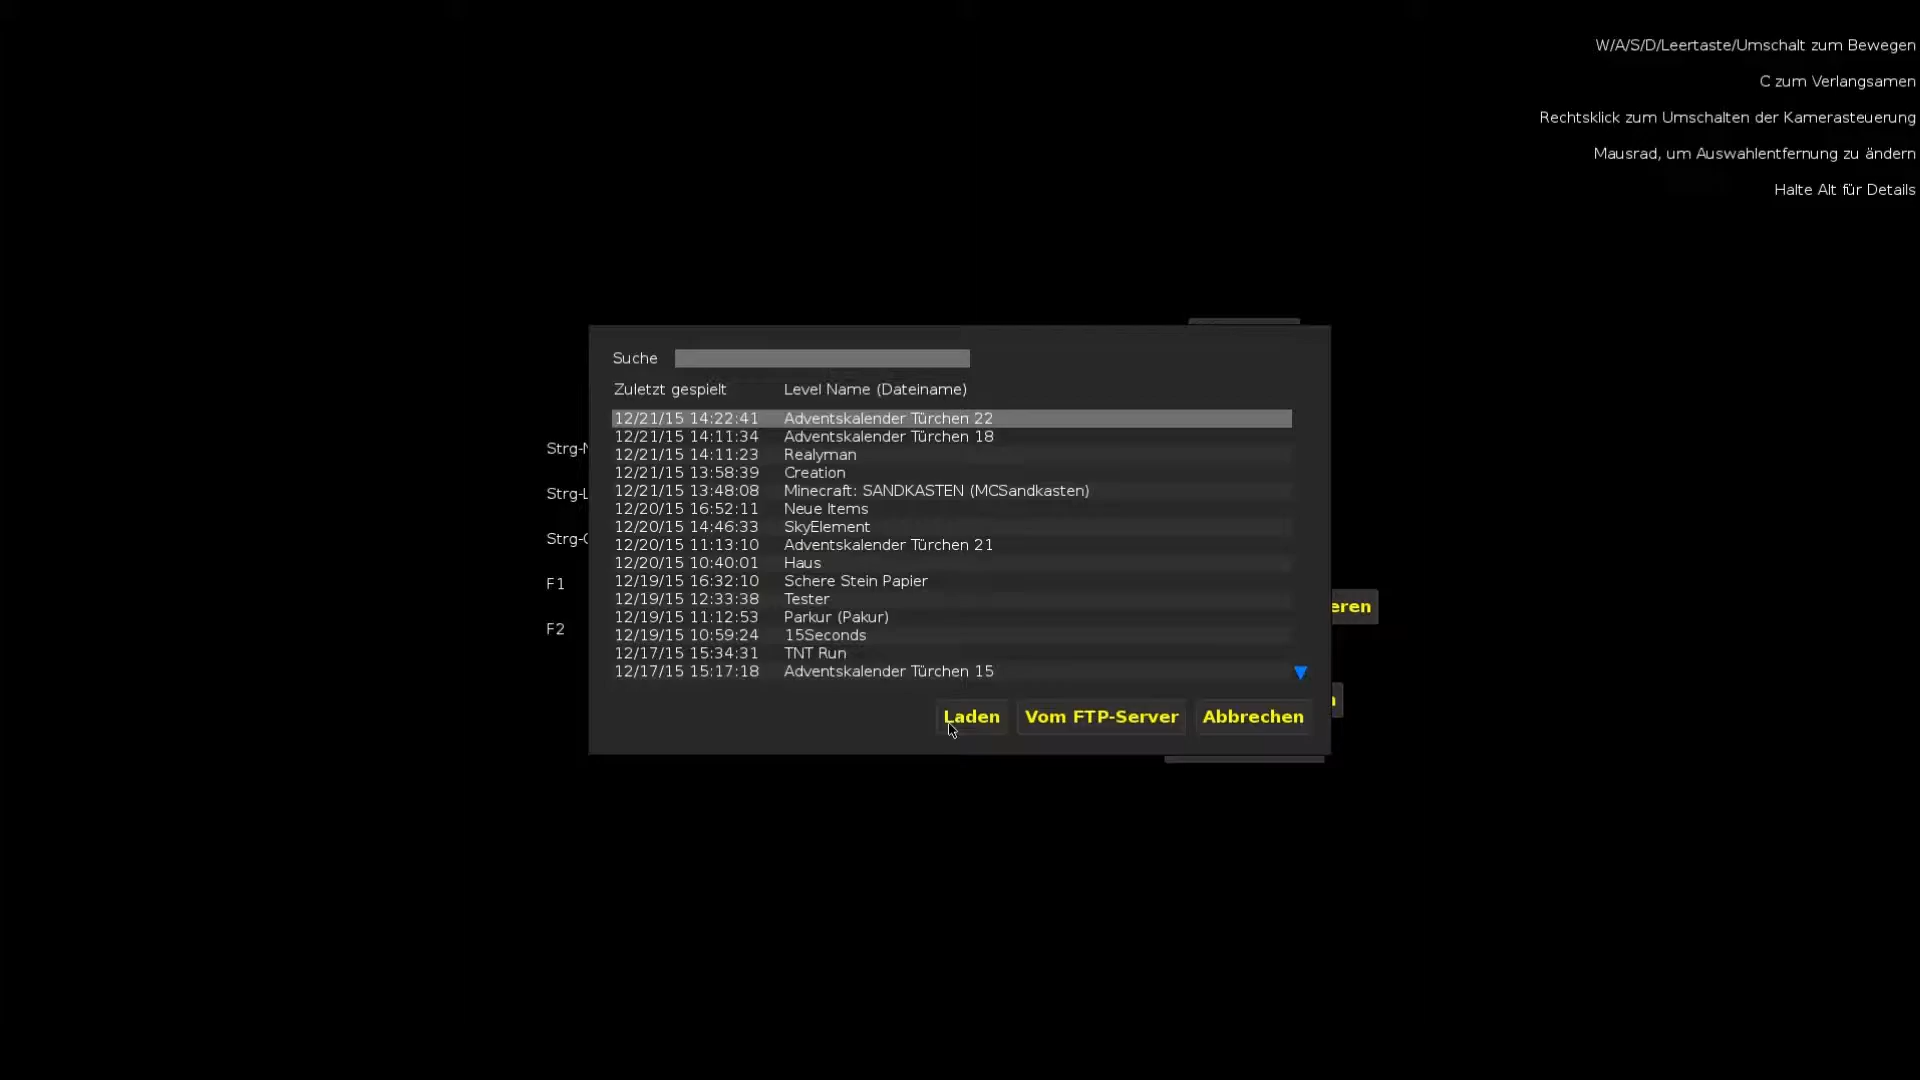 W/A/S/D/Leertaste/Umschalt zum Bewegen
C zum Verlangsamen
Rechtsklick zum Umschalten der Kamerasteuerung
Mausrad, um Auswahlentfernung zu ändern
Halte Alt für Details
Suche
Zuletzt gespielt Level Name (Dateiname)
12/21/15 14:22:41 Adventskalender Türchen 22
12/21/15 14:11:34 Adventskalender Türchen 18
12/21/15 14:11:23 Realyman
12/21/15 13:58:39 Creation
12/21/15 13:48:08 Minecraft: SANDKASTEN (MCSandkasten)
12/20/15 16:52:11 Neue Items
12/20/15 14:46:33 SkyElement
12/20/15 11:13:10 Adventskalender Türchen 21
12/20/15 10:40:01 Haus
12/19/15 16:32:10 Schere Stein Papier
12/19/15 12:33:38 Tester
12/19/15 11:12:53 Parkur (Pakur)
12/19/15 10:59:24 15Seconds
12/17/15 15:34:31 TNT Run
12/17/15 15:17:18 Adventskalender Türchen 15
Strg-
Strg-L
Strg-
F1
F2
eren
Laden Vom FTP-Server Abbrechen